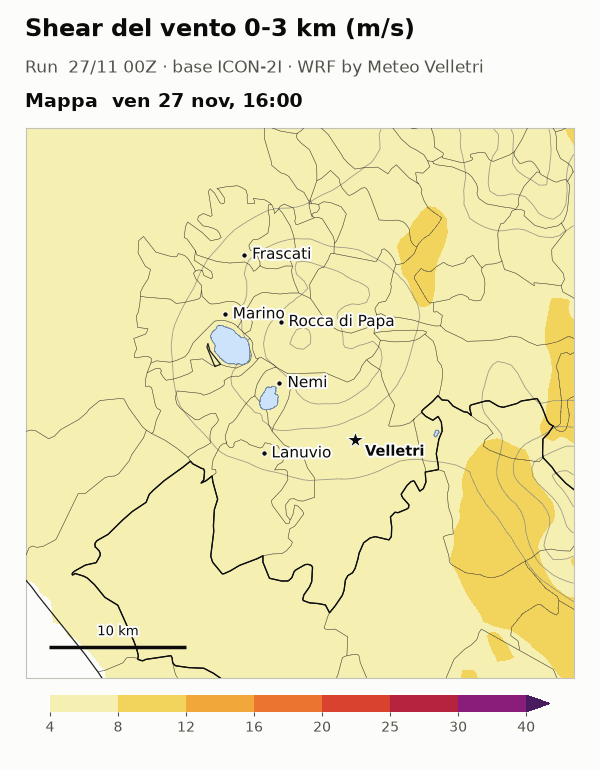 Shear del vento 0-3 km (m/s)
Run  27/11 00Z · base ICON-2I · WRF by Meteo Velletri
Mappa  ven 27 nov, 16:00
Frascati
Marino
Rocca di Papa
Nemi
Velletri
Lanuvio
10 km
4 8 12 16 20 25 30 40